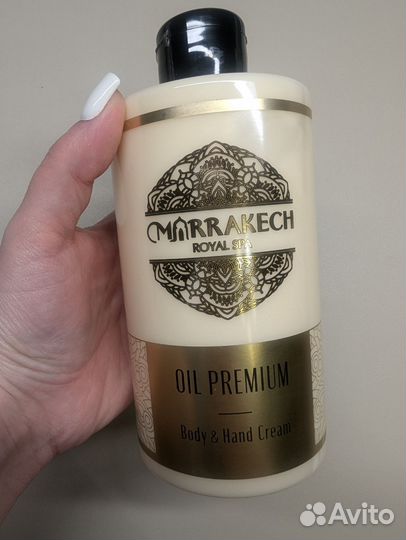 MARRAKECH
ROYAL SPA
OIL PREMIUM
Body & Hand Cream
Avito